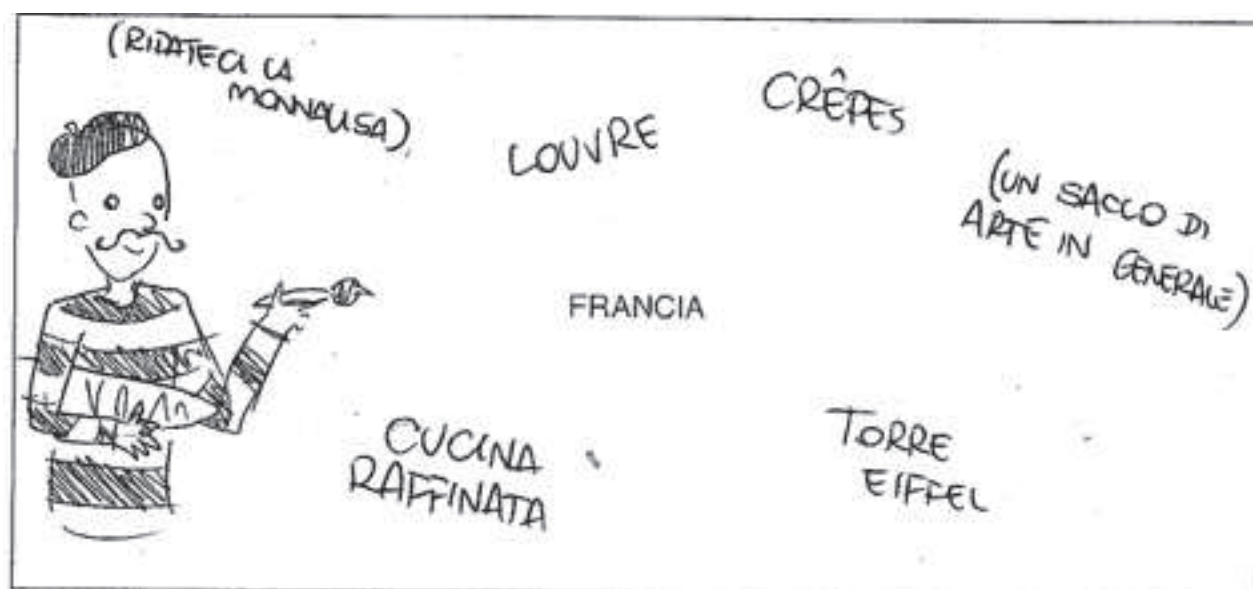 (RIDATECI LA
MONNALISA)
LOUVRE
CRÊPES
(UN SACCO DI
ARTE IN GENERALE)
FRANCIA
CUCINA
RAFFINATA
TORRE
EIFFEL